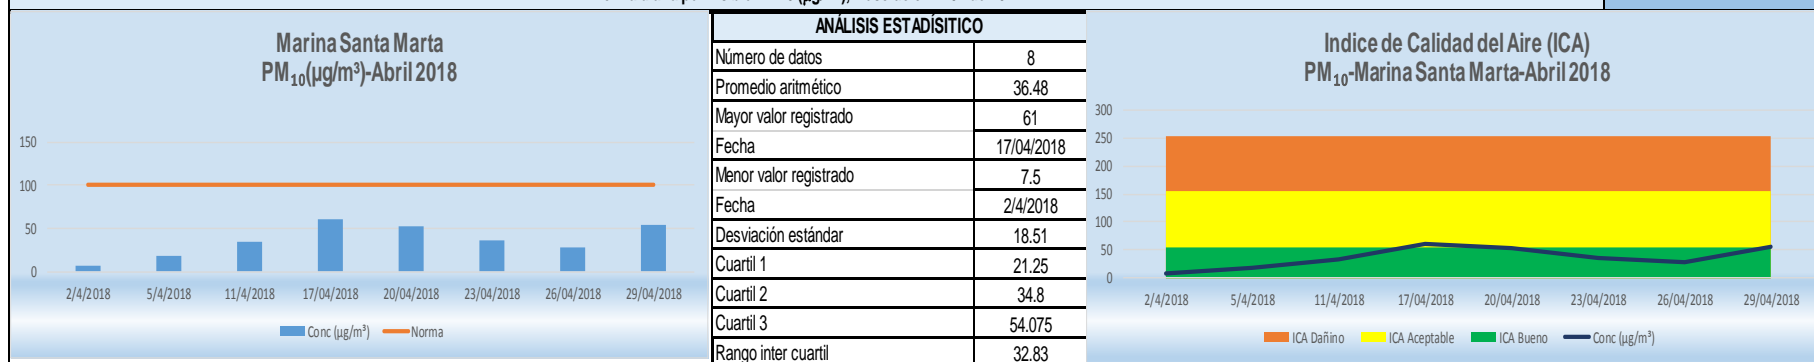 Marina Santa Marta
PM₁₀(µg/m³)-Abril 2018
150
100
50
0
2/4/2018 5/4/2018 11/4/2018 17/04/2018 20/04/2018 23/04/2018 26/04/2018 29/04/2018
Conc (µg/m³) Norma
ANÁLISIS ESTADÍSITICO
Número de datos 8
Promedio aritmético 36.48
Mayor valor registrado 61
Fecha 17/04/2018
Menor valor registrado 7.5
Fecha 2/4/2018
Desviación estándar 18.51
Cuartil 1 21.25
Cuartil 2 34.8
Cuartil 3 54.075
Rango inter cuartil 32.83
Indice de Calidad del Aire (ICA)
PM₁₀-Marina Santa Marta-Abril 2018
300
250
200
150
100
50
0
2/4/2018 5/4/2018 11/4/2018 17/04/2018 20/04/2018 23/04/2018 26/04/2018 29/04/2018
ICA Dañino ICA Aceptable ICA Bueno Conc (µg/m³)